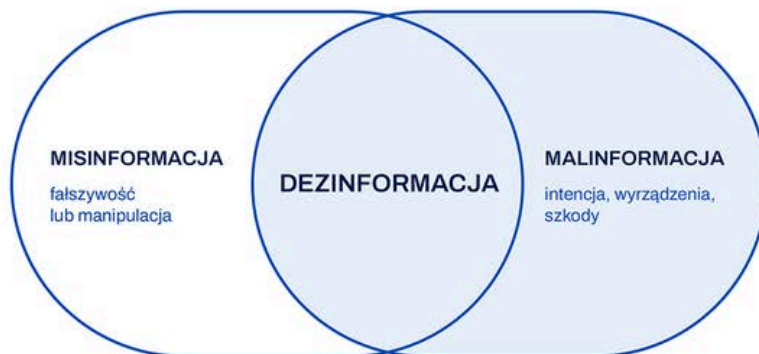 MISINFORMACJA
fałszywość
lub manipulacja
DEZINFORMACJA
MALINFORMACJA
intencja, wyrządzenia,
szkody